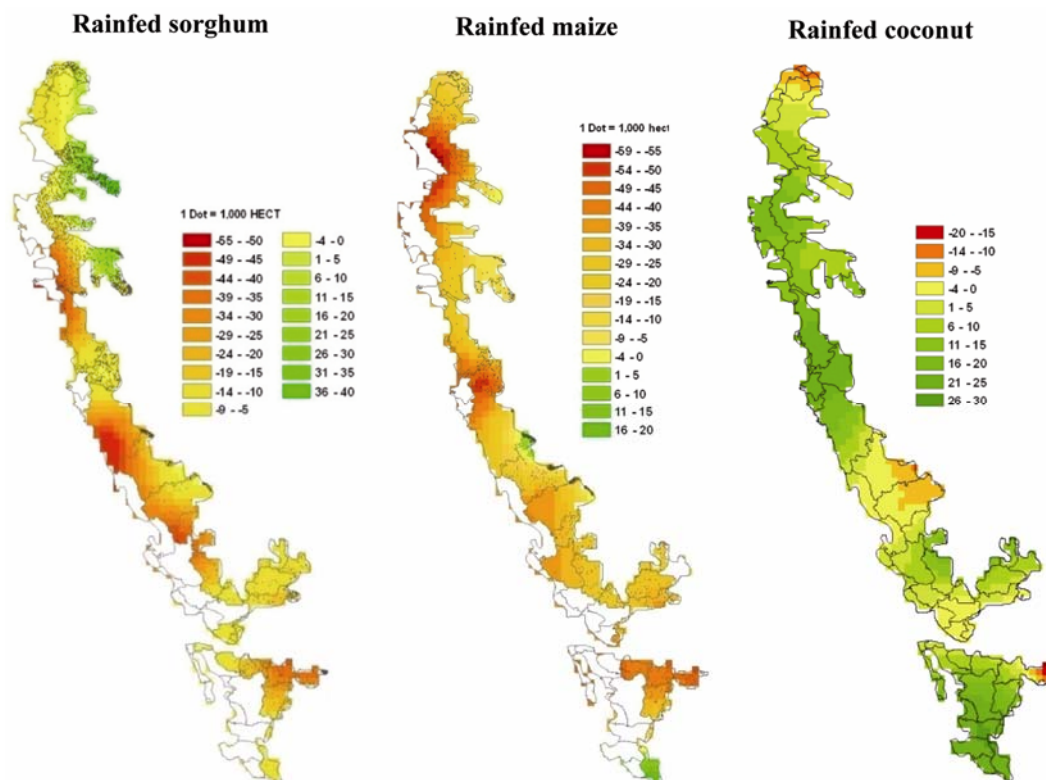 Rainfed sorghum
Rainfed maize
Rainfed coconut
1 Dot = 1,000 HECT
-55 - -50
-49 - -45
-44 - -40
-39 - -35
-34 - -30
-29 - -25
-24 - -20
-19 - -15
-14 - -10
-9 - -5
-4 - 0
1 - 5
6 - 10
11 - 15
16 - 20
21 - 25
26 - 30
31 - 35
36 - 40
1 Dot = 1,000 hect
-59 - -55
-54 - -50
-49 - -45
-44 - -40
-39 - -35
-34 - -30
-29 - -25
-24 - -20
-19 - -15
-14 - -10
-9 - -5
-4 - 0
1 - 5
6 - 10
11 - 15
16 - 20
-20 - -15
-14 - -10
-9 - -5
-4 - 0
1 - 5
6 - 10
11 - 15
16 - 20
21 - 25
26 - 30